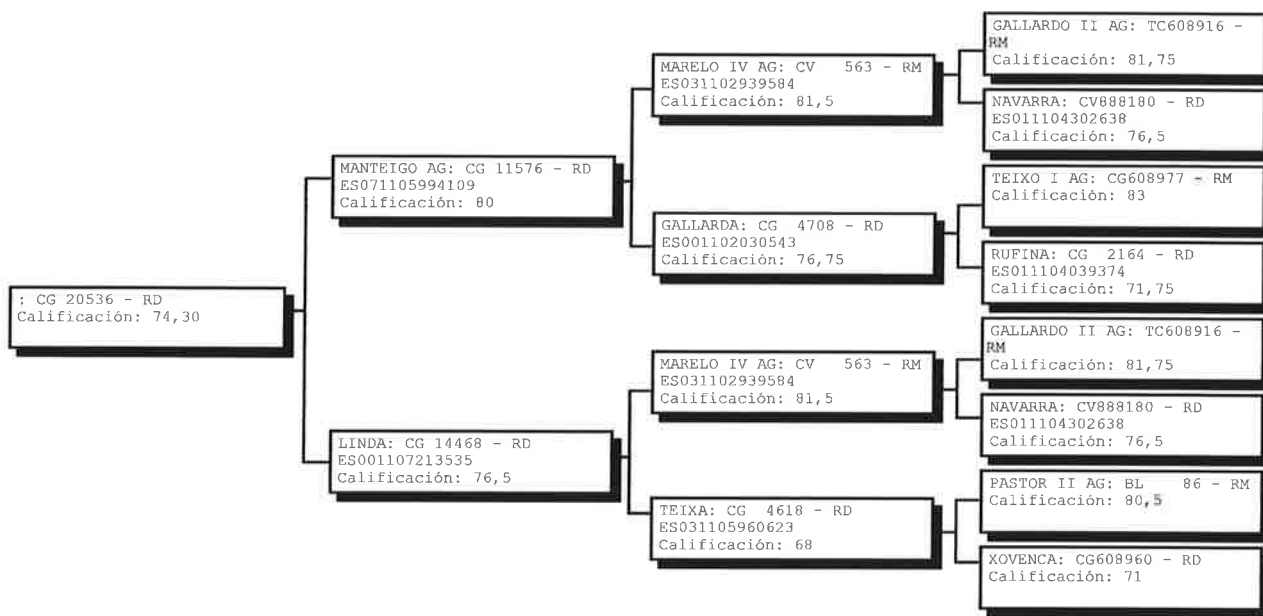 GALLARDO II AG: TC608916 -
RM
Calificación: 81,75
MARELO IV AG: CV 563 - RM
ES031102939584
Calificación: 81,5
NAVARRA: CV888180 - RD
ES011104302638
Calificación: 76,5
MANTEIGO AG: CG 11576 - RD
ES071105994109
Calificación: 80
TEIXO I AG: CG608977 - RM
Calificación: 83
GALLARDA: CG 4708 - RD
ES001102030543
Calificación: 76,75
RUFINA: CG 2164 - RD
ES011104039374
Calificación: 71,75
: CG 20536 - RD
Calificación: 74,30
GALLARDO II AG: TC608916 -
RM
Calificación: 81,75
MARELO IV AG: CV 563 - RM
ES031102939584
Calificación: 81,5
NAVARRA: CV888180 - RD
ES011104302638
Calificación: 76,5
LINDA: CG 14468 - RD
ES001107213535
Calificación: 76,5
PASTOR II AG: BL 86 - RM
Calificación: 80,5
TEIXA: CG 4618 - RD
ES031105960623
Calificación: 68
XOVENCA: CG608960 - RD
Calificación: 71